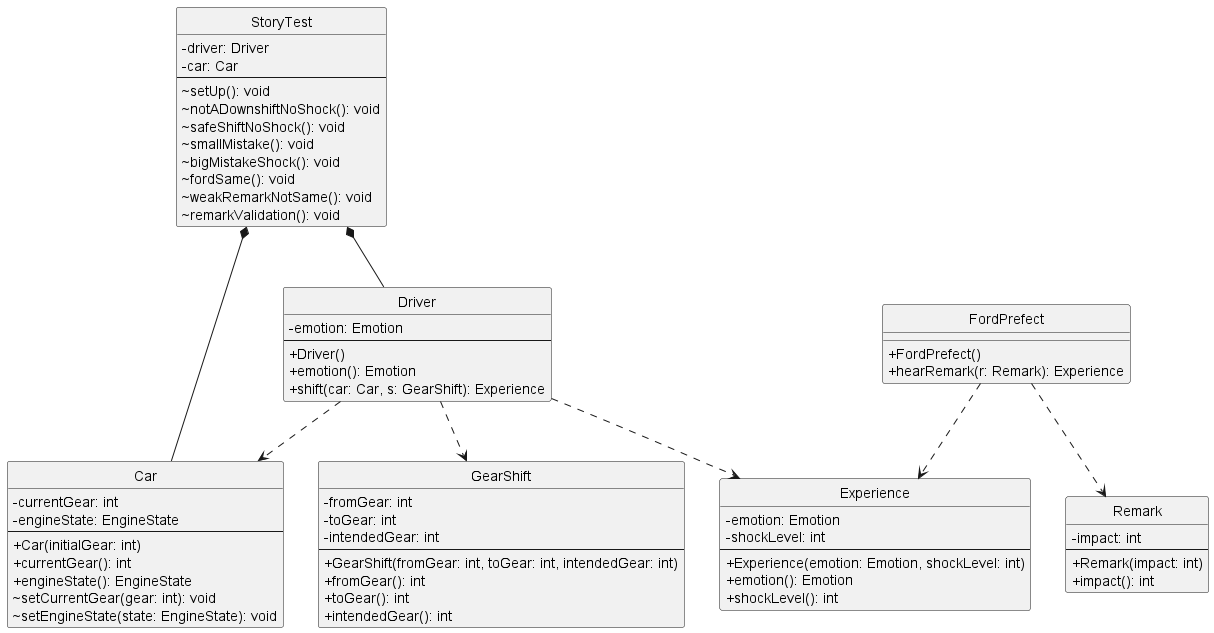 StoryTest
-driver: Driver
-car: Car
~setUp(): void
~notADownshiftNoShock(): void
~safeShiftNoShock(): void
~smallMistake(): void
~bigMistakeShock(): void
~fordSame(): void
~weakRemarkNotSame(): void
~remarkValidation(): void
Driver
-emotion: Emotion
+Driver()
+emotion(): Emotion
+shift(car: Car, s: GearShift): Experience
FordPrefect
+FordPrefect()
+hearRemark(r: Remark): Experience
Car
-currentGear: int
-engineState: EngineState
+Car(initialGear: int)
+currentGear(): int
+engineState(): EngineState
~setCurrentGear(gear: int): void
~setEngineState(state: EngineState): void
GearShift
-fromGear: int
-toGear: int
-intendedGear: int
+GearShift(fromGear: int, toGear: int, intendedGear: int)
+fromGear(): int
+toGear(): int
+intendedGear(): int
Experience
-emotion: Emotion
-shockLevel: int
+Experience(emotion: Emotion, shockLevel: int)
+emotion(): Emotion
+shockLevel(): int
Remark
-impact: int
+Remark(impact: int)
+impact(): int